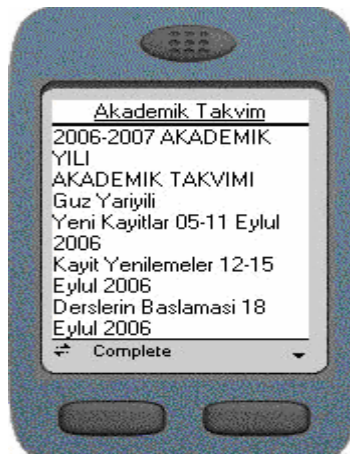 Akademik Takvim
2006-2007 AKADEMIK
YILI
AKADEMIK TAKVIMI
Guz Yariyili
Yeni Kayitlar 05-11 Eylul
2006
Kayit Yenilemeler 12-15
Eylul 2006
Derslerin Baslamasi 18
Eylul 2006
Complete